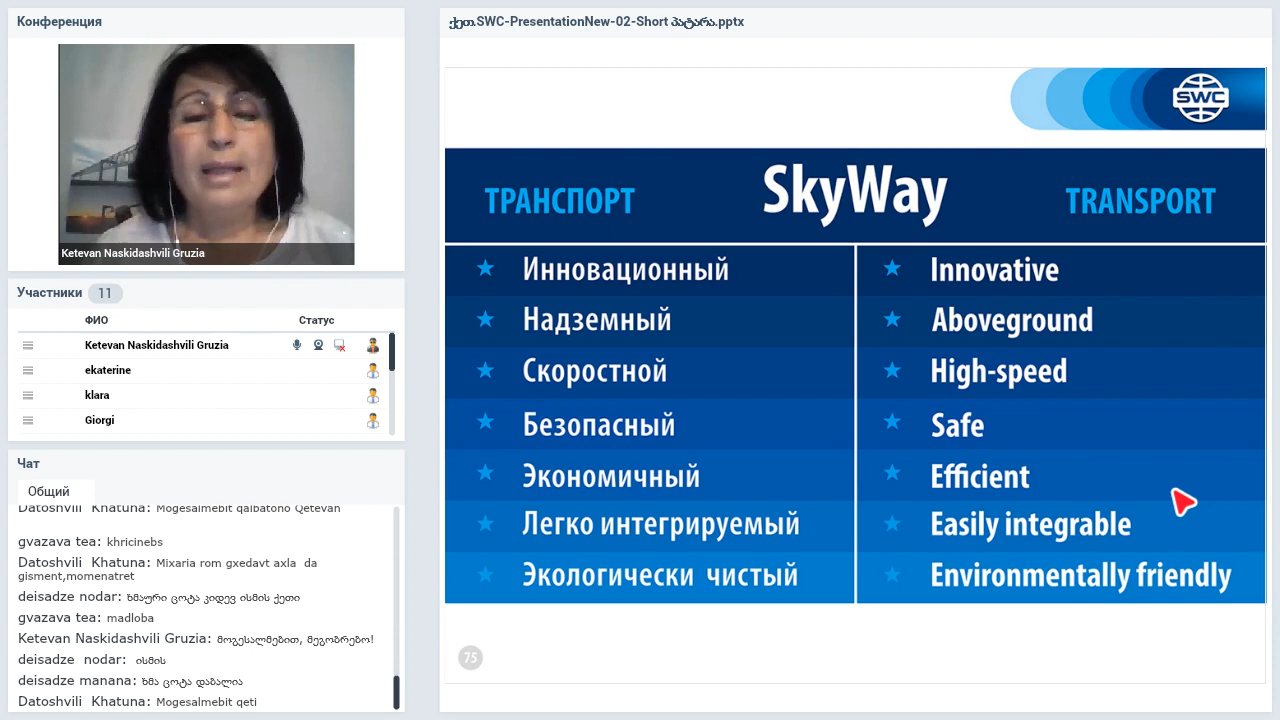 Конференция
Ketevan Naskidashvili Gruzia
Участники 11
ФИО Статус
Ketevan Naskidashvili Gruzia
ekaterine
klara
Giorgi
Чат
Общий
Datoshvili Khatuna: Mogesalmebit qalbatono Qetevan
gvazava tea: khricinebs
Datoshvili Khatuna: Mixaria rom gxedavt axla da
gisment,momenatret
deisadze nodar: ხმაური ცოტა კიდევ ისმის ქეთი
gvazava tea: madloba
Ketevan Naskidashvili Gruzia: მოგესალმებით, მეგობრებო!
deisadze nodar: ისმის
deisadze manana: ხმა ცოტა დაბალია
Datoshvili Khatuna: Mogesalmebit qeti
ქეთ.SWC-PresentationNew-02-Short პატარა.pptx
SWC
ТРАНСПОРТ SkyWay TRANSPORT
Инновационный Innovative
Надземный Aboveground
Скоростной High-speed
Безопасный Safe
Экономичный Efficient
Легко интегрируемый Easily integrable
Экологически чистый Environmentally friendly
75